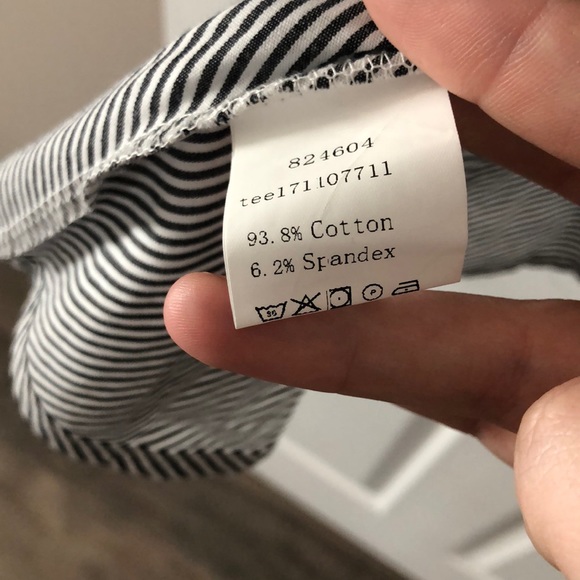 824604
tee171107711
93.8% Cotton
6.2% Spandex
P